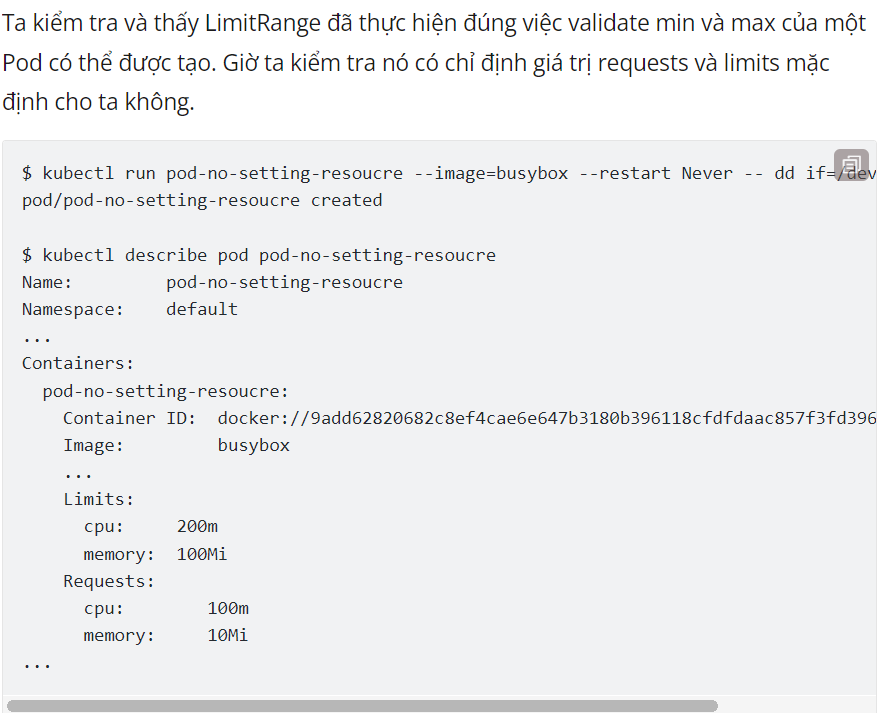 Ta kiểm tra và thấy LimitRange đã thực hiện đúng việc validate min và max của một
Pod có thể được tạo. Giờ ta kiểm tra nó có chỉ định giá trị requests và limits mặc
định cho ta không.
$ kubectl run pod-no-setting-resoucre --image=busybox --restart Never -- dd if=/dev
pod/pod-no-setting-resoucre created
$ kubectl describe pod pod-no-setting-resoucre
Name: pod-no-setting-resoucre
Namespace: default
...
Containers:
pod-no-setting-resoucre:
Container ID: docker://9add62820682c8ef4cae6e647b3180b396118cfdfdaac857f3fd396
Image: busybox
...
Limits:
cpu: 200m
memory: 100Mi
Requests:
cpu: 100m
memory: 10Mi
...